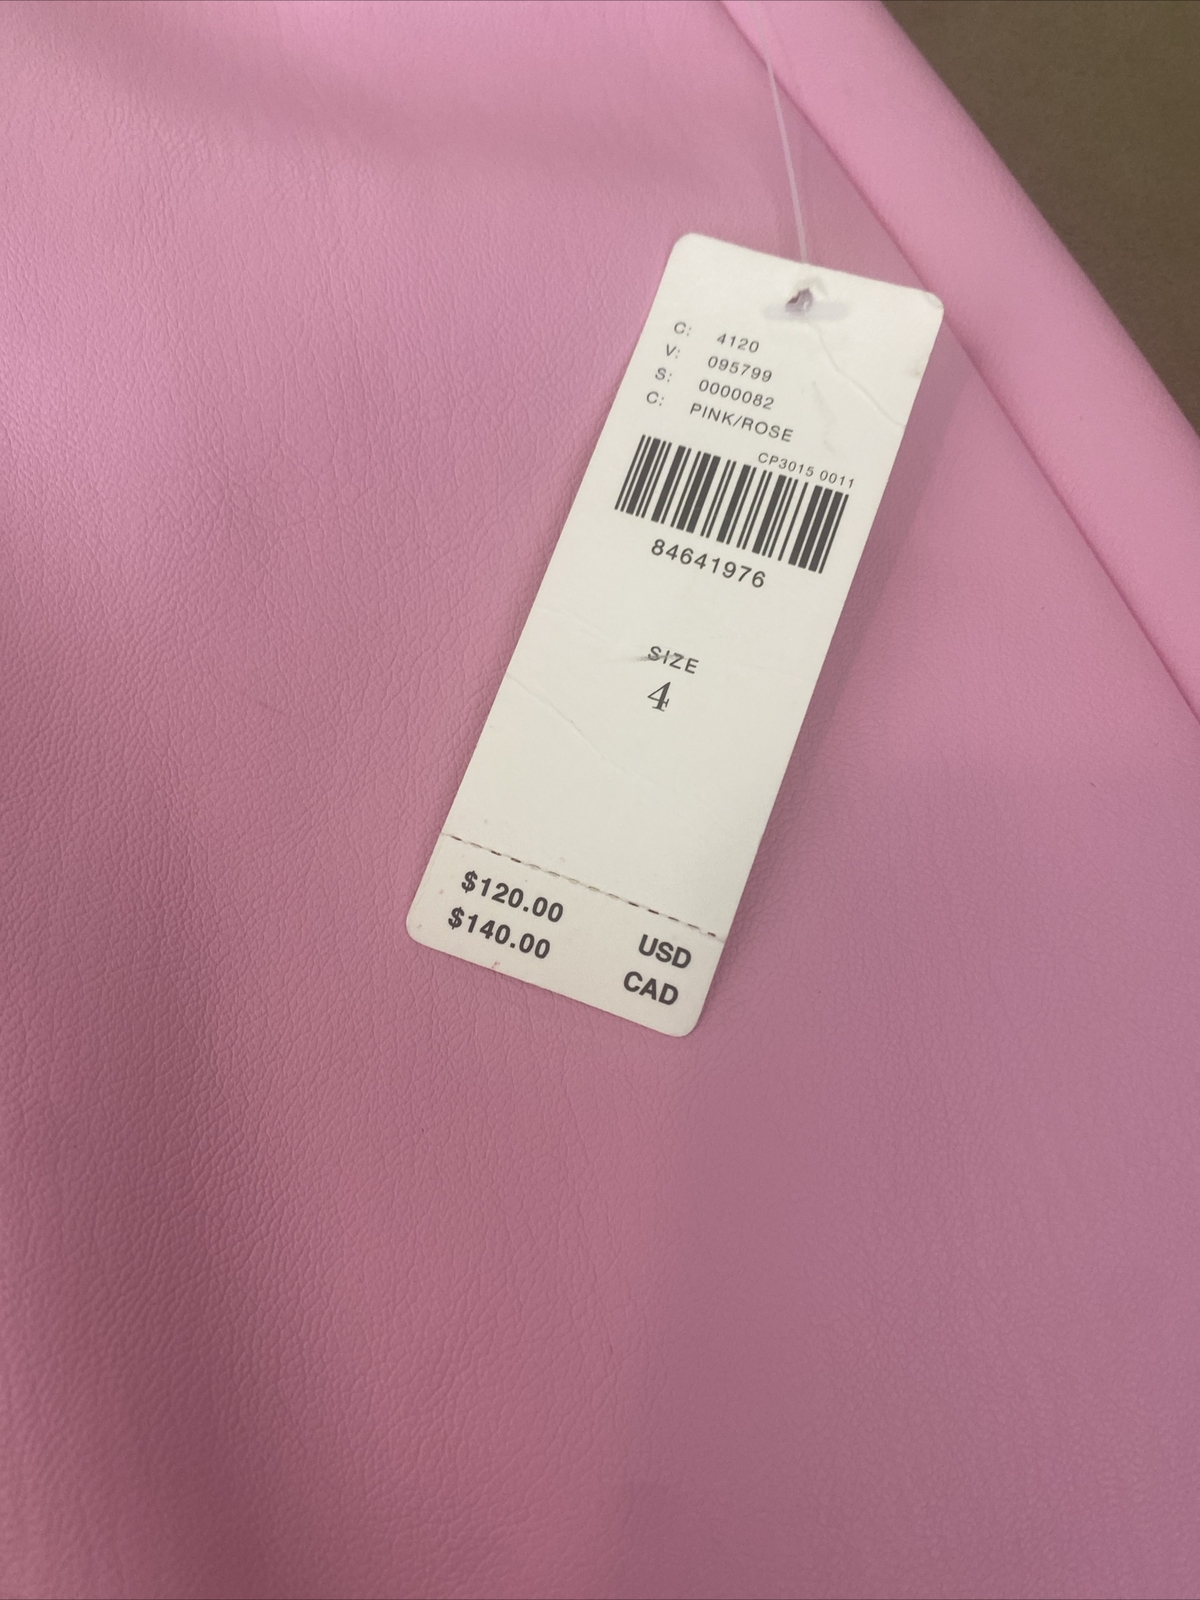 C: 4120
V: 095799
S: 0000082
C: PINK/ROSE
CP3015 0011
84641976
SIZE
4
$120.00 USD
$140.00 CAD